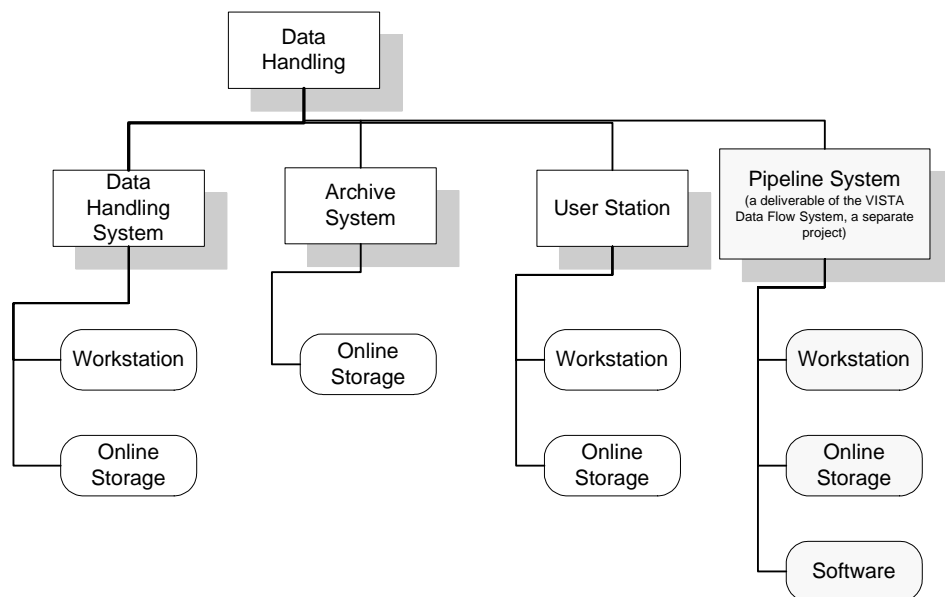 Data
Handling
Data
Handling
System
Archive
System
User Station
Pipeline System
(a deliverable of the VISTA
Data Flow System, a separate
project)
Workstation
Online
Storage
Online
Storage
Workstation
Online
Storage
Workstation
Online
Storage
Software